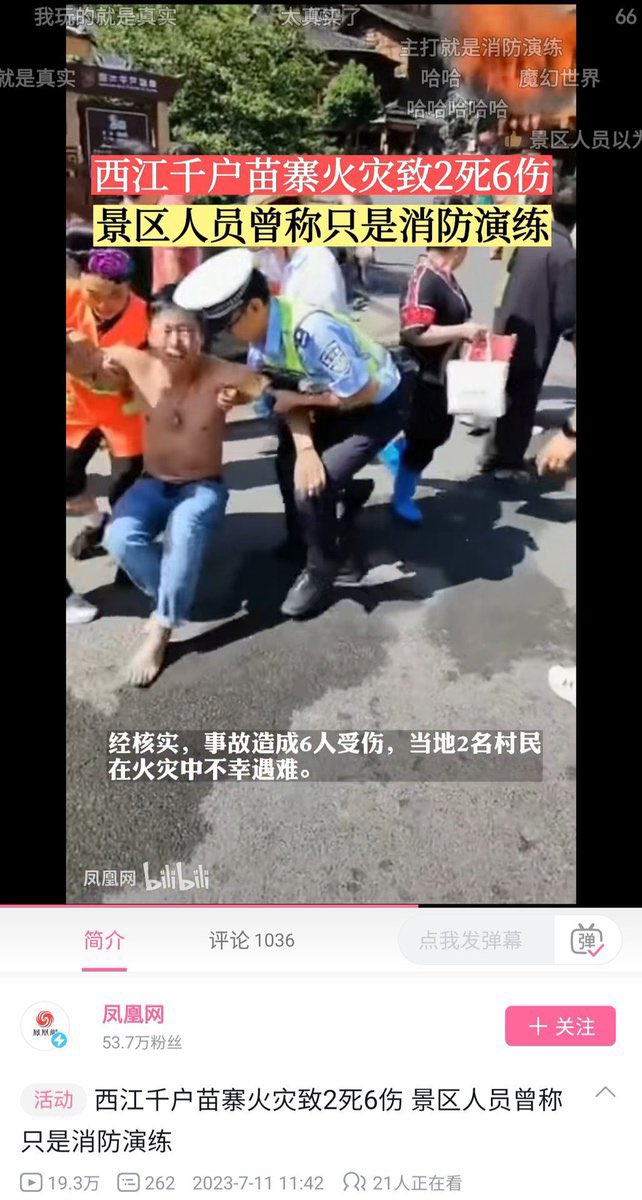 我玩的就是真实
太真实了
66
主打就是消防演练
就是真实
哈哈
魔幻世界
哈哈哈哈哈
景区人员以为
西江千户苗寨火灾致2死6伤
景区人员曾称只是消防演练
经核实，事故造成6人受伤，当地2名村民
在火灾中不幸遇难。
凤凰网 bilibili
简介
评论 1036
点我发弹幕
弹
凤凰网
53.7万粉丝
＋ 关注
活动 西江千户苗寨火灾致2死6伤 景区人员曾称
只是消防演练
19.3万 262 2023-7-11 11:42 21人正在看